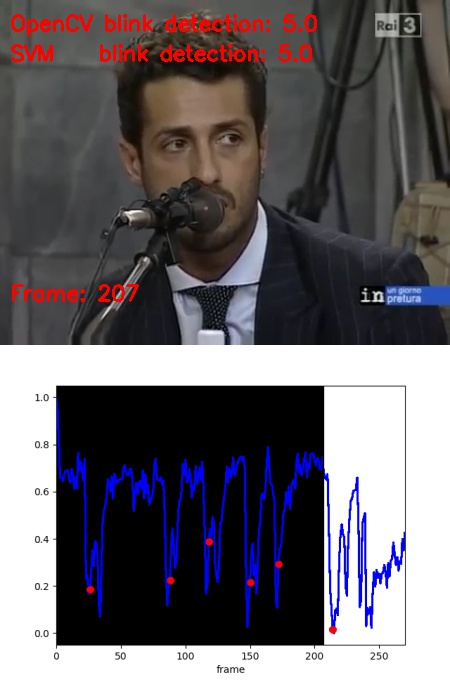 OpenCV blink detection: 5.0
Rai 3
SVM blink detection: 5.0
Frame: 207
in un giorno
pretura
1.0
0.8
0.6
0.4
0.2
0.0
0 50 100 150 200 250
frame